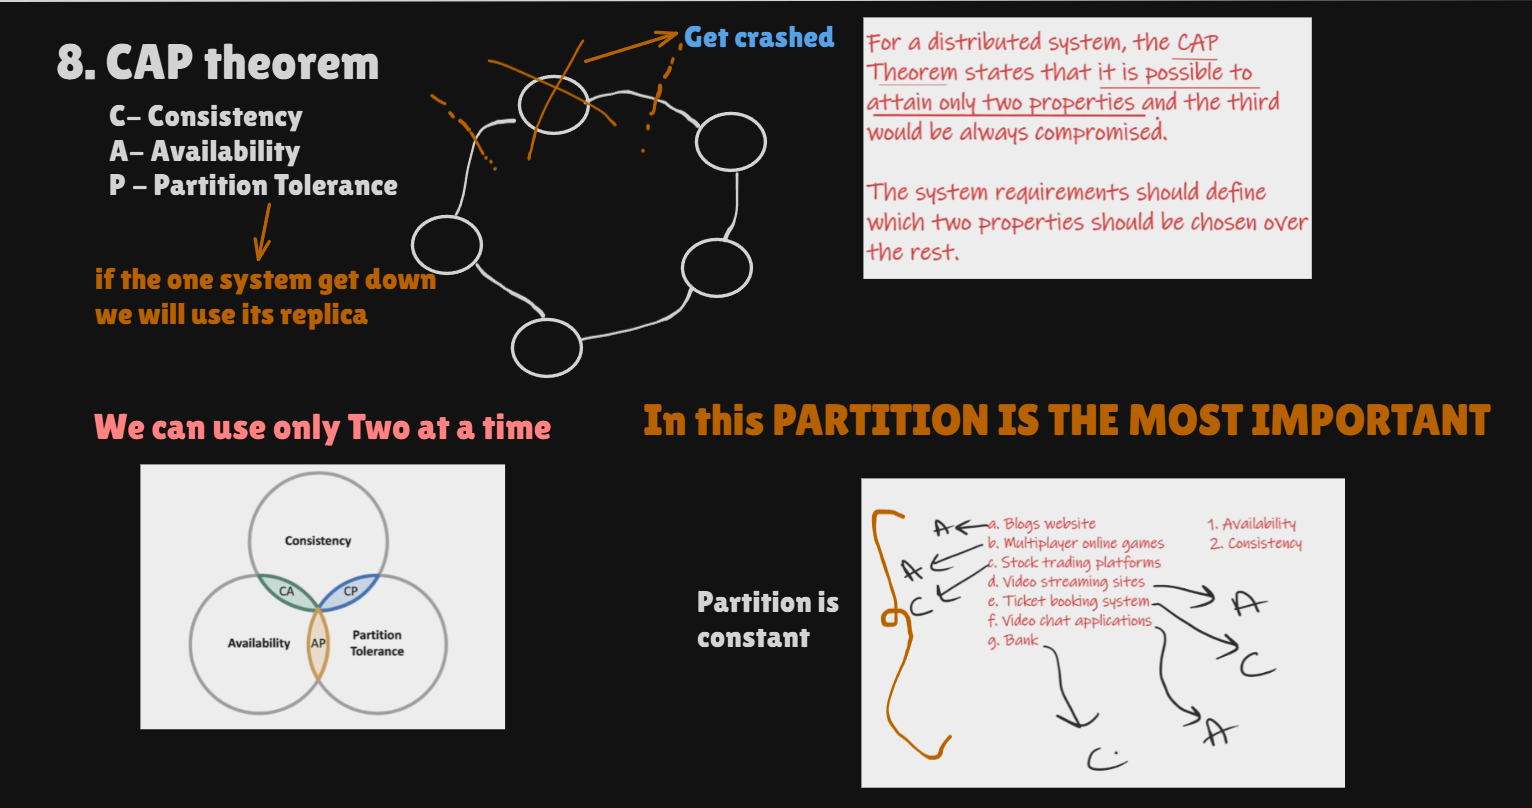 8. CAP theorem
C- Consistency
A- Availability
P - Partition Tolerance
if the one system get down
we will use its replica
Get crashed
For a distributed system, the CAP
Theorem states that it is possible to
attain only two properties and the third
would be always compromised.
The system requirements should define
which two properties should be chosen over
the rest.
We can use only Two at a time
In this PARTITION IS THE MOST IMPORTANT
Consistency
CA
CP
Availability
AP
Partition
Tolerance
Partition is
constant
A
a. Blogs website
A
b. Multiplayer online games
C
c. Stock trading platforms
d. Video streaming sites
A
e. Ticket booking system
C
f. Video chat applications
A
g. Bank
C
1. Availability
2. Consistency